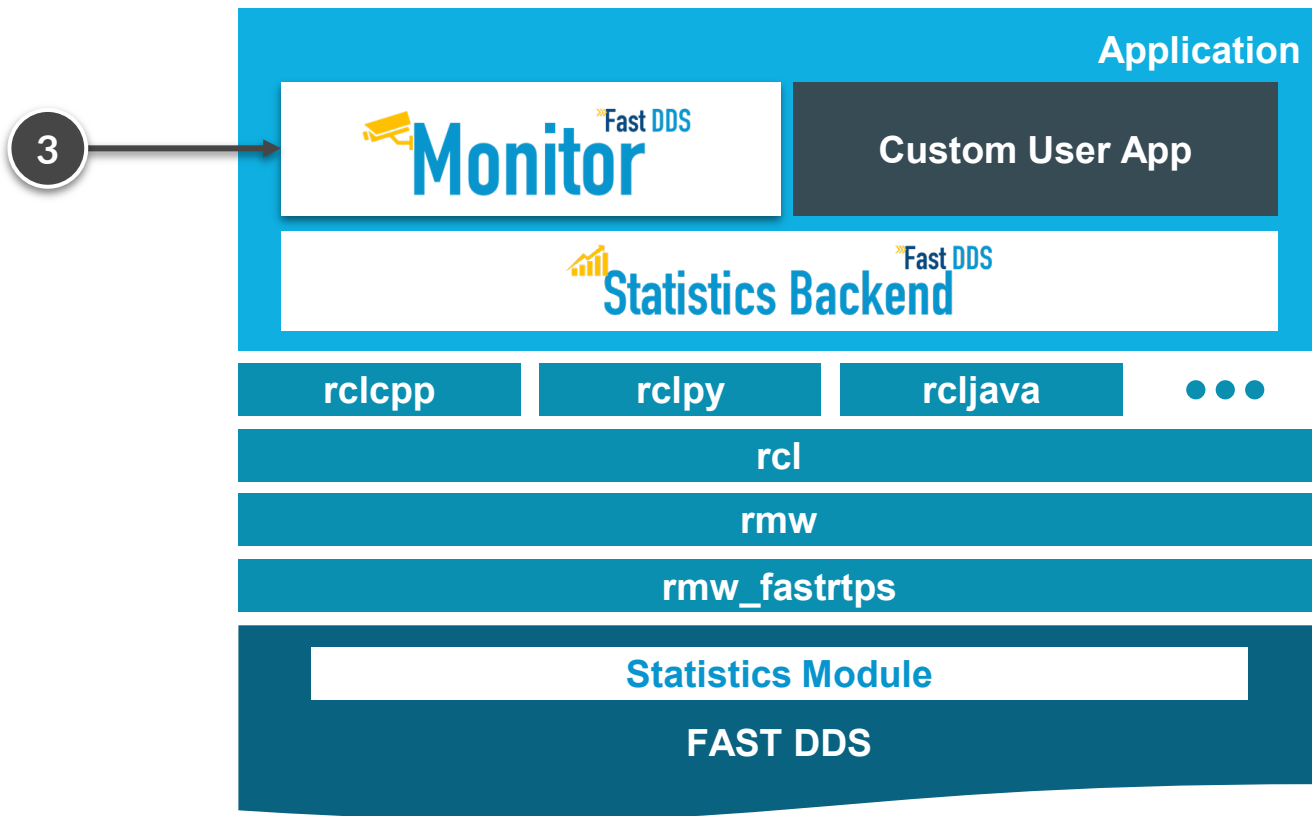 Application
3
Fast DDS
Monitor
Custom User App
Fast DDS
Statistics Backend
rclcpp
rclpy
rcljava
rcl
rmw
rmw_fastrtps
Statistics Module
FAST DDS